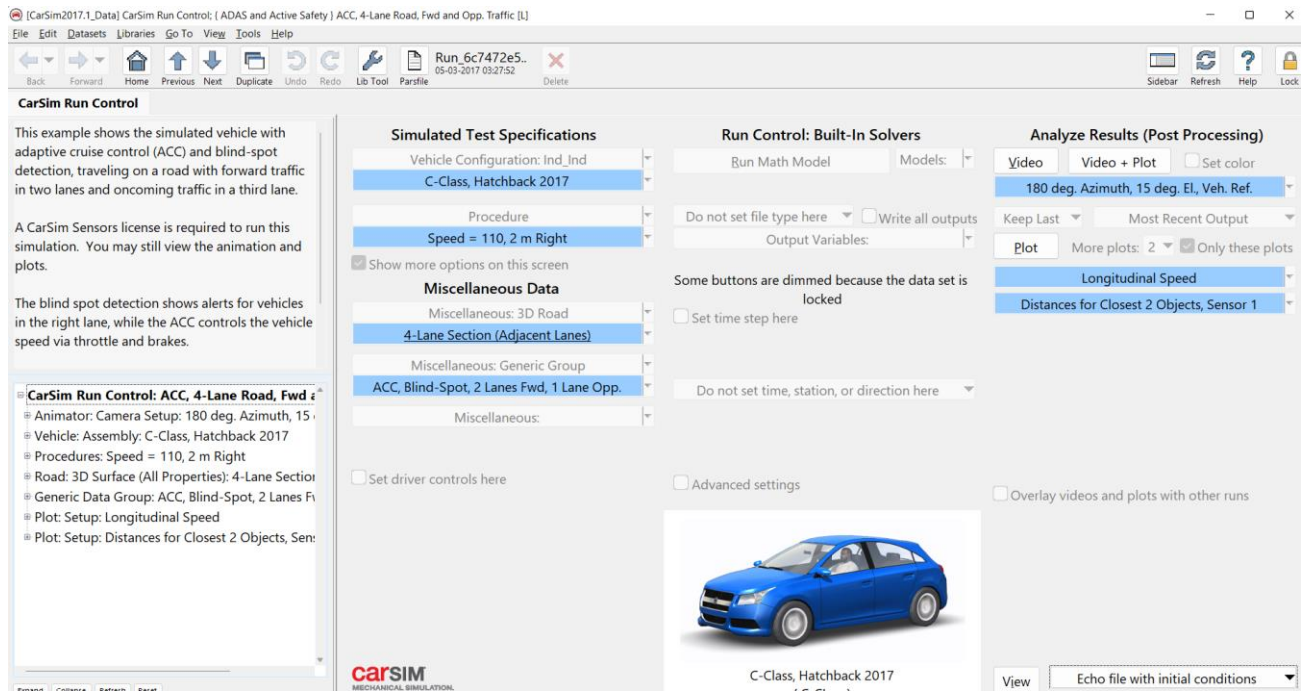 [CarSim2017.1_Data] CarSim Run Control; { ADAS and Active Safety } ACC, 4-Lane Road, Fwd and Opp. Traffic [L]
File Edit Datasets Libraries Go To View Tools Help
Back Forward Home Previous Next Duplicate Undo Redo Lib Tool Parsfile
Run_6c7472e5..
05-03-2017 03:27:52
Delete
Sidebar Refresh Help Lock
CarSim Run Control
This example shows the simulated vehicle with
adaptive cruise control (ACC) and blind-spot
detection, traveling on a road with forward traffic
in two lanes and oncoming traffic in a third lane.
A CarSim Sensors license is required to run this
simulation. You may still view the animation and
plots.
The blind spot detection shows alerts for vehicles
in the right lane, while the ACC controls the vehicle
speed via throttle and brakes.
CarSim Run Control: ACC, 4-Lane Road, Fwd
Animator: Camera Setup: 180 deg. Azimuth, 15
Vehicle: Assembly: C-Class, Hatchback 2017
Procedures: Speed = 110, 2 m Right
Road: 3D Surface (All Properties): 4-Lane Section
Generic Data Group: ACC, Blind-Spot, 2 Lanes
Plot: Setup: Longitudinal Speed
Plot: Setup: Distances for Closest 2 Objects,
Expand Collapse Refresh Reset
Simulated Test Specifications
Vehicle Configuration: Ind_Ind
C-Class, Hatchback 2017
Procedure
Speed = 110, 2 m Right
Show more options on this screen
Miscellaneous Data
Miscellaneous: 3D Road
4-Lane Section (Adjacent Lanes)
Miscellaneous: Generic Group
ACC, Blind-Spot, 2 Lanes Fwd, 1 Lane Opp.
Miscellaneous:
Set driver controls here
carSIM
MECHANICAL SIMULATION.
Run Control: Built-In Solvers
Run Math Model Models:
Do not set file type here Write all outputs
Output Variables:
Some buttons are dimmed because the data set is
locked
Set time step here
Do not set time, station, or direction here
Advanced settings
C-Class, Hatchback 2017
Analyze Results (Post Processing)
Video Video + Plot Set color
180 deg. Azimuth, 15 deg. El., Veh. Ref.
Keep Last Most Recent Output
Plot More plots: 2 Only these plots
Longitudinal Speed
Distances for Closest 2 Objects, Sensor 1
Overlay videos and plots with other runs
View Echo file with initial conditions